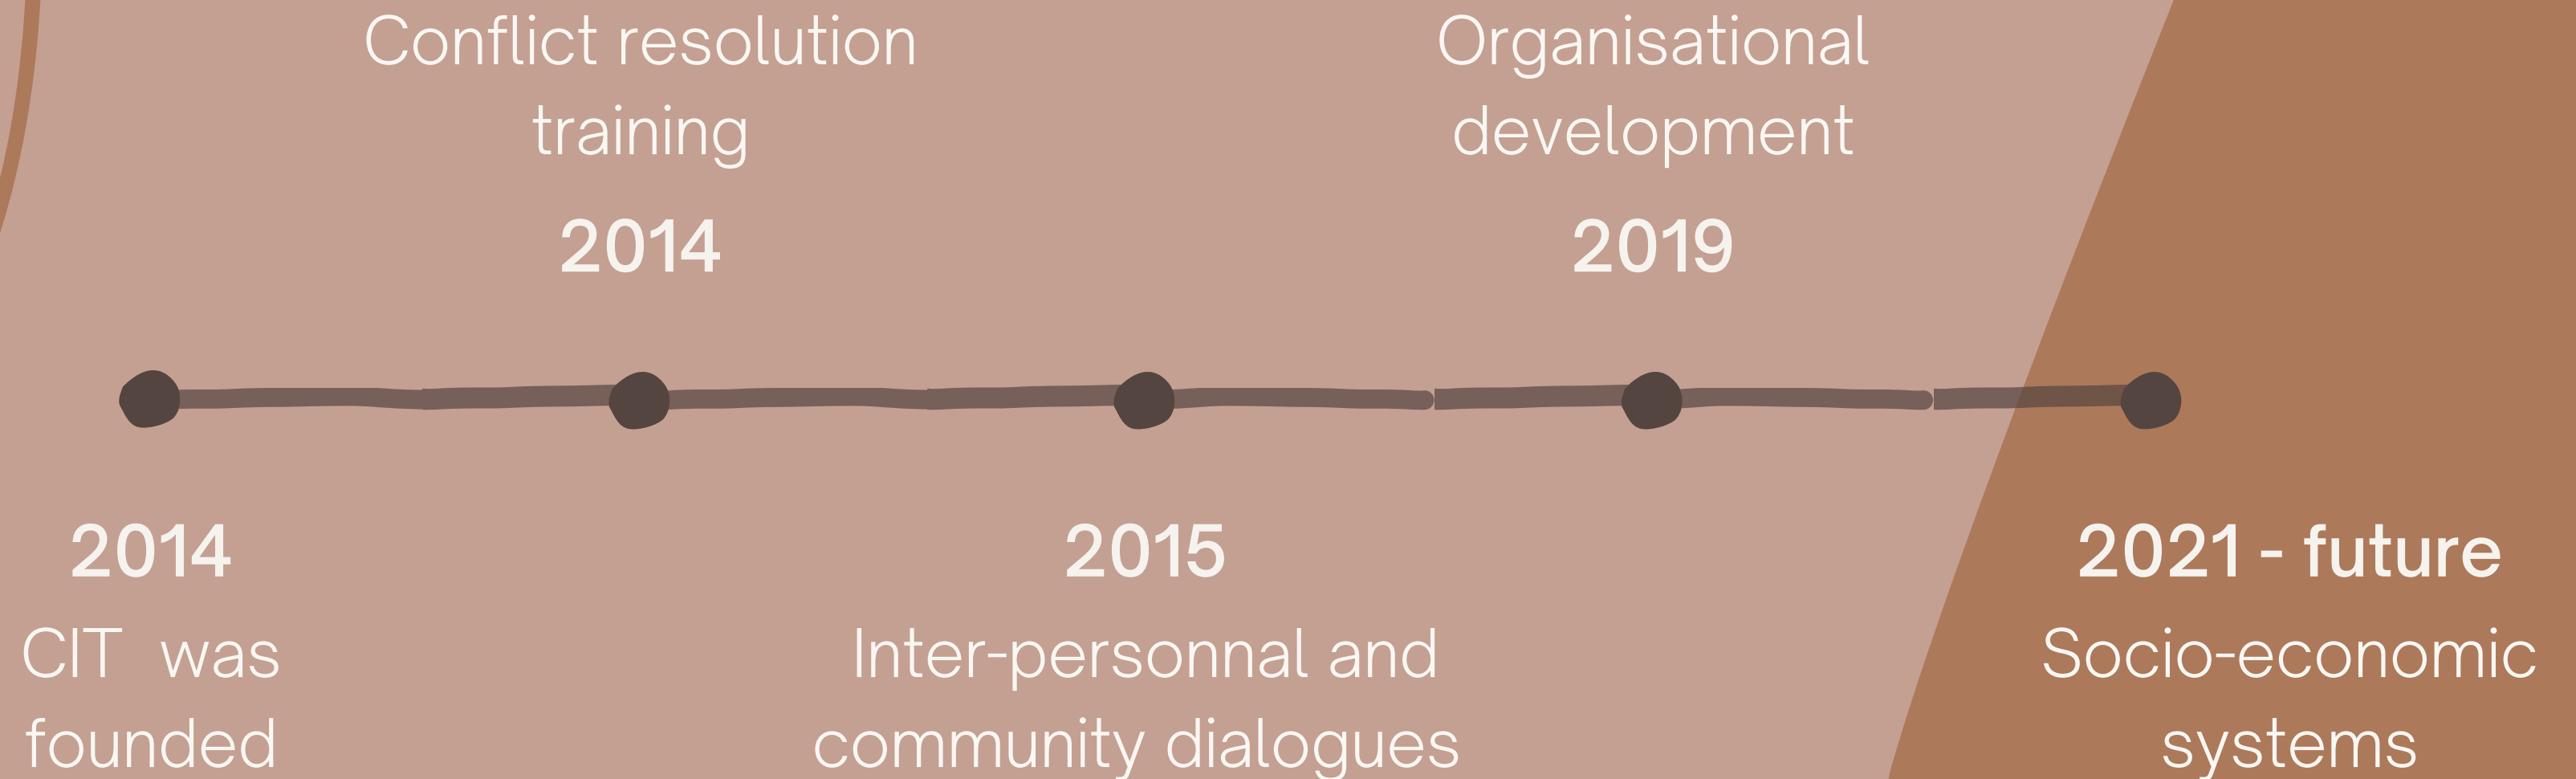 Conflict resolution
training
2014
Organisational
development
2019
2014
CIT  was
founded
2015
Inter-personnal and
community dialogues
2021 - future
Socio-economic
systems